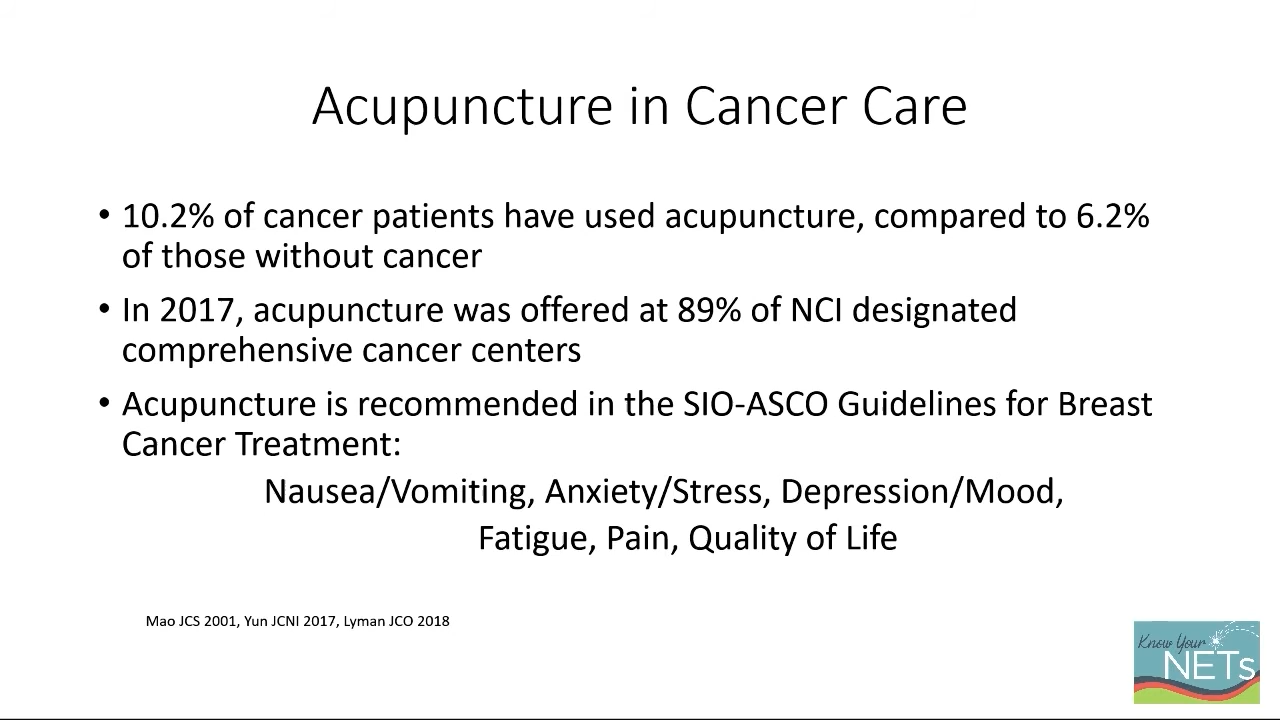 Acupuncture in Cancer Care
• 10.2% of cancer patients have used acupuncture, compared to 6.2%
of those without cancer
• In 2017, acupuncture was offered at 89% of NCI designated
comprehensive cancer centers
• Acupuncture is recommended in the SIO-ASCO Guidelines for Breast
Cancer Treatment:
Nausea/Vomiting, Anxiety/Stress, Depression/Mood,
Fatigue, Pain, Quality of Life
Mao JCS 2001, Yun JCNI 2017, Lyman JCO 2018
Know Your
NETs